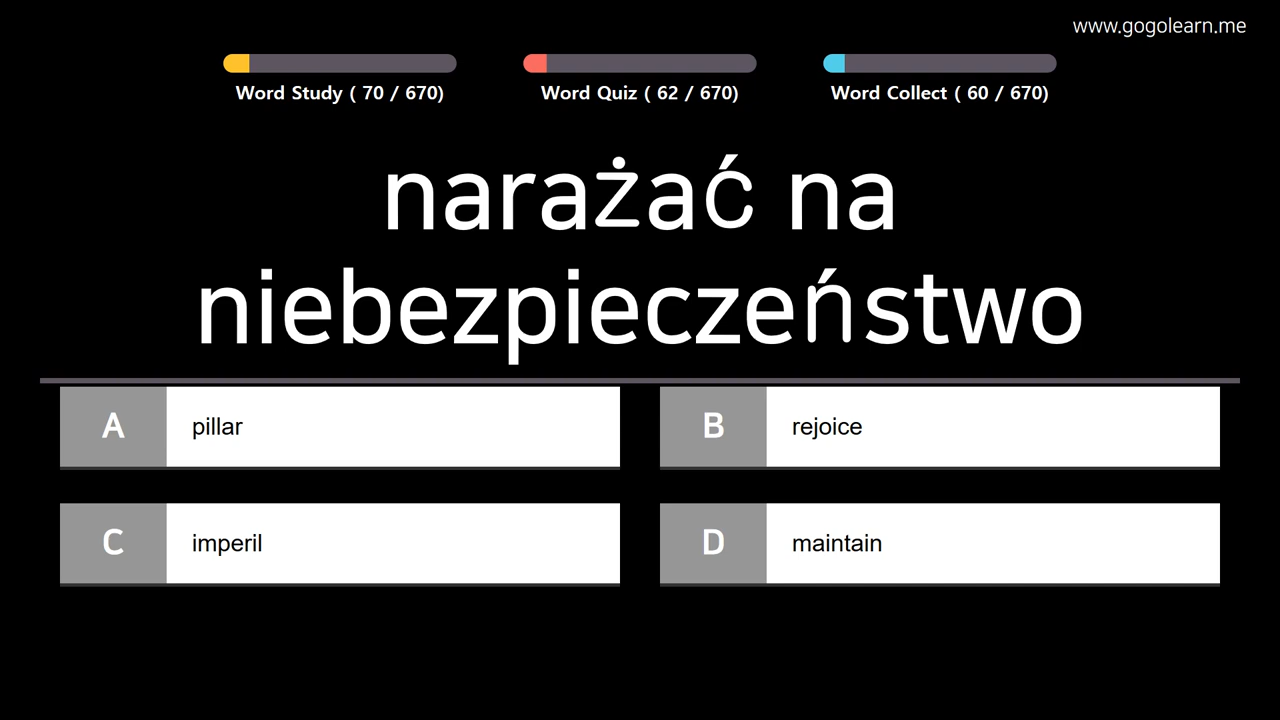 www.gogolearn.me
Word Study ( 70 / 670)
Word Quiz ( 62 / 670)
Word Collect ( 60 / 670)
narażać na
niebezpieczeństwo
A pillar
B rejoice
C imperil
D maintain